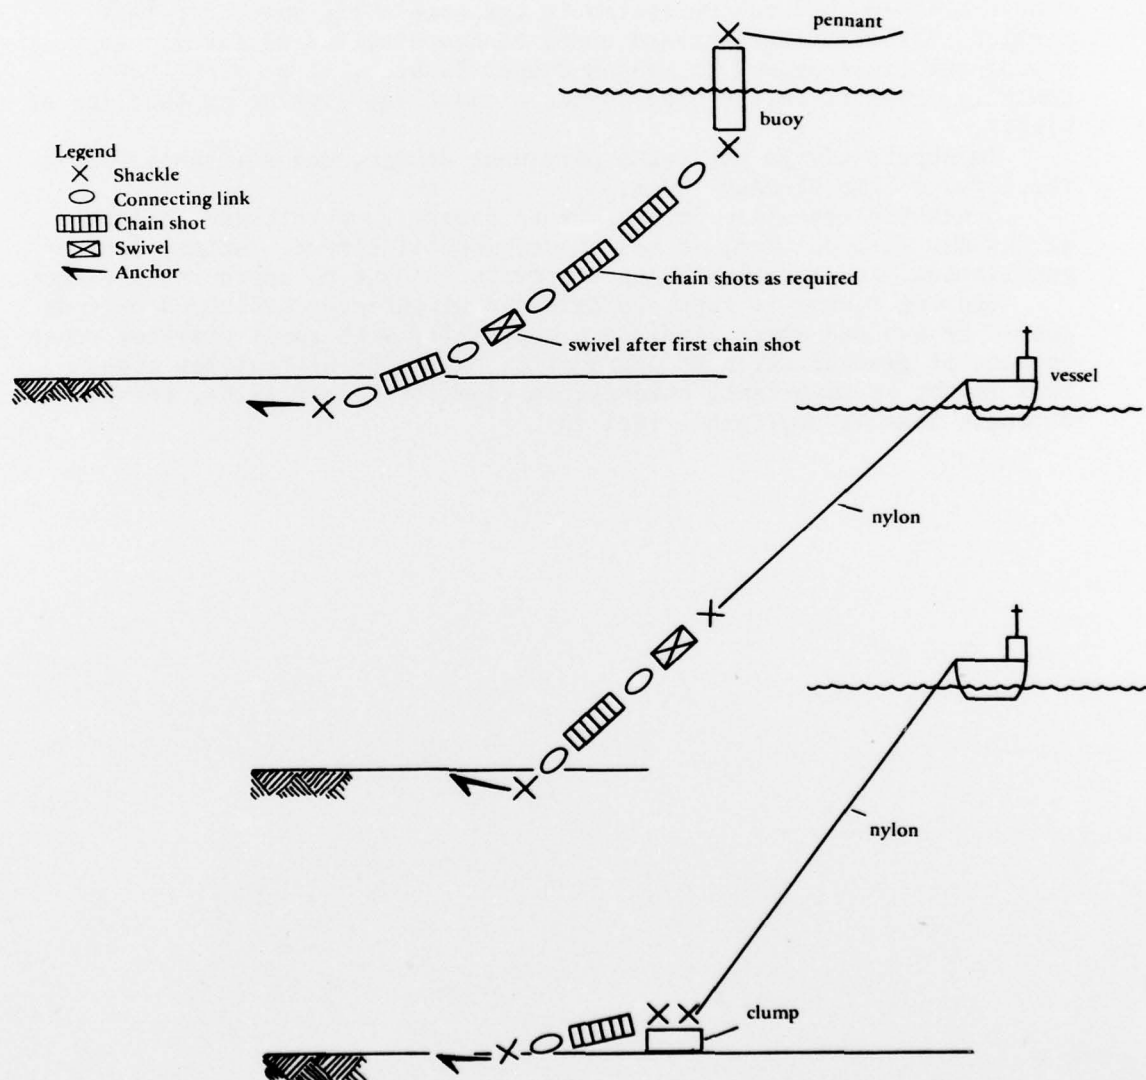 pennant
buoy
Legend
Shackle
Connecting link
Chain shot
Swivel
Anchor
chain shots as required
swivel after first chain shot
vessel
nylon
nylon
clump